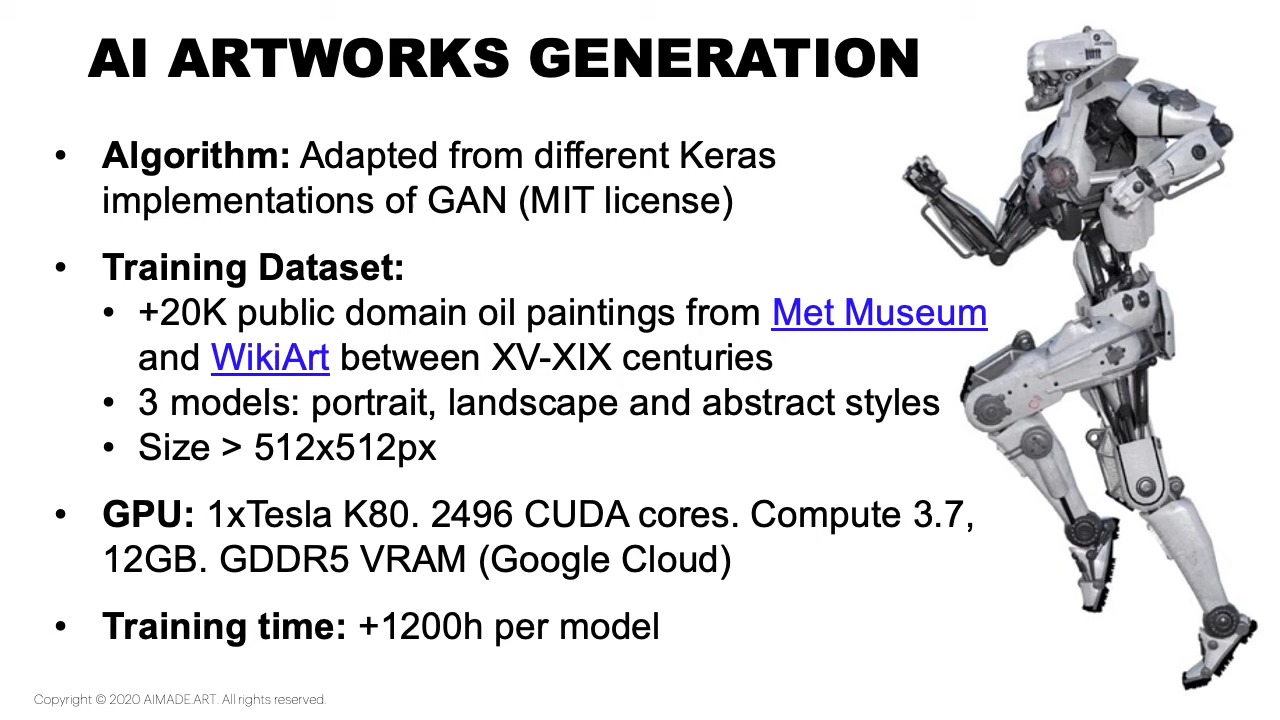 AI ARTWORKS GENERATION
• Algorithm: Adapted from different Keras
implementations of GAN (MIT license)
• Training Dataset:
• +20K public domain oil paintings from Met Museum
and WikiArt between XV-XIX centuries
• 3 models: portrait, landscape and abstract styles
• Size > 512x512px
• GPU: 1xTesla K80. 2496 CUDA cores. Compute 3.7,
12GB. GDDR5 VRAM (Google Cloud)
• Training time: +1200h per model
Copyright © 2020 AIMADE.ART. All rights reserved.